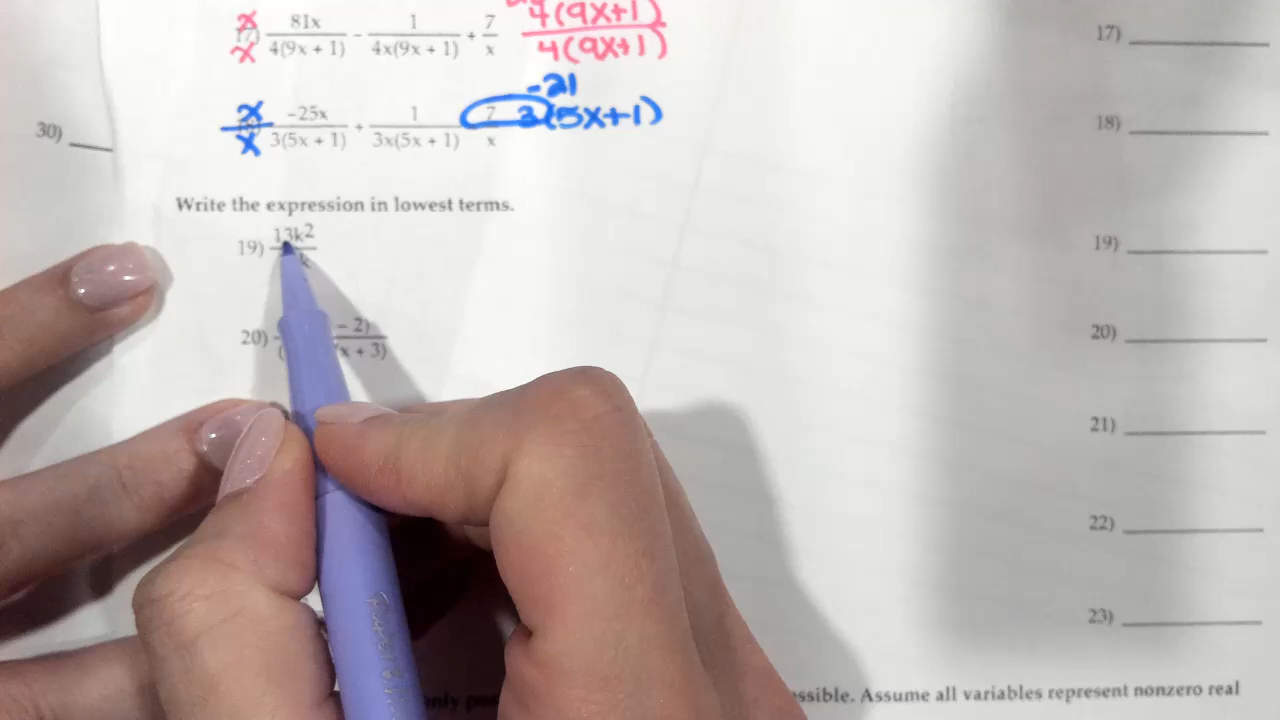 81x 1 7 4(9x+1)
17) ― - ― + ― ―
x 4(9x + 1) 4x(9x + 1) x 4(9x+1)
17)
-21
x -25x 1 7 3(5x+1)
― ― + ― ―
x 3(5x + 1) 3x(5x + 1) x
18)
30)
Write the expression in lowest terms.
19) 13k²
19)
20) - 2)
x + 3)
20)
21)
22)
23)
only Assume all variables represent nonzero real